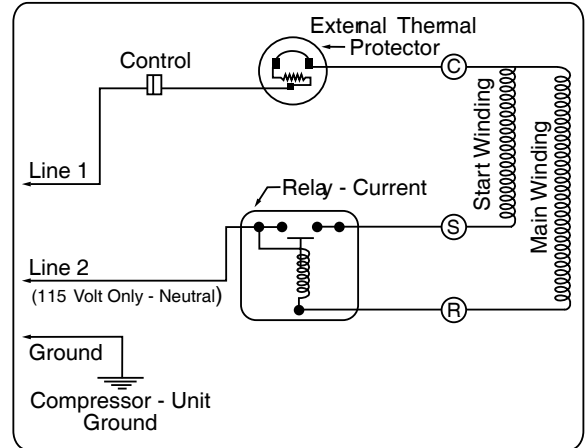 External Thermal
Protector
Control
C
Start Winding
Main Winding
Line 1
Relay - Current
S
Line 2
(115 Volt Only - Neutral)
R
Ground
Compressor - Unit
Ground